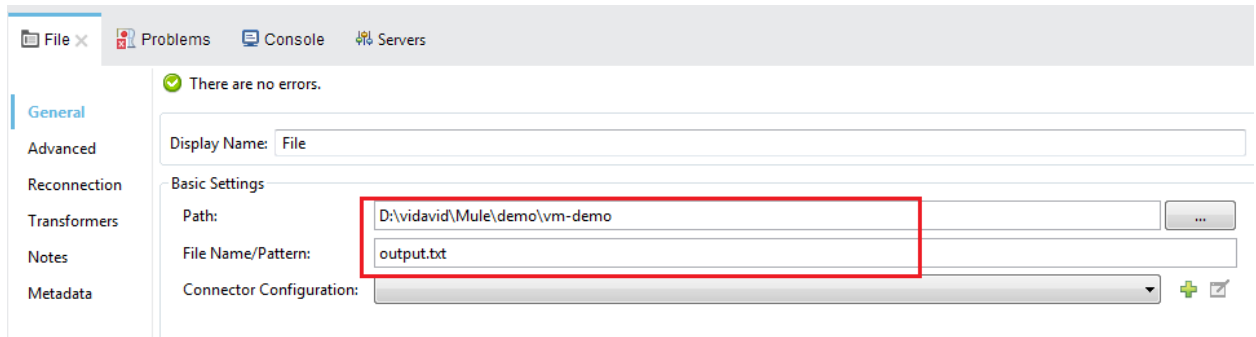 File Problems Console Servers
There are no errors.
General
Display Name: File
Advanced
Basic Settings
Reconnection
Path: D:\vidavid\Mule\demo\vm-demo ...
Transformers
File Name/Pattern: output.txt
Notes
Connector Configuration:
Metadata